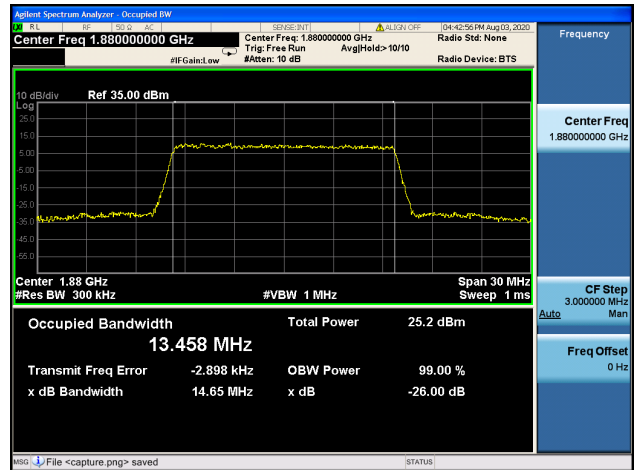 Agilent Spectrum Analyzer - Occupied BW
RL RF 50 Ω AC SENSE:INT ALIGN OFF 04:42:56 PM Aug 03, 2020
Center Freq 1.880000000 GHz
Center Freq: 1.880000000 GHz
Radio Std: None
Trig: Free Run Avg|Hold:>10/10
#IFGain:Low
#Atten: 10 dB
Radio Device: BTS
10 dB/div Ref 35.00 dBm
Log
25.0
15.0
5.00
-5.00
-15.0
-25.0
-35.0
-45.0
-55.0
Center 1.88 GHz Span 30 MHz
#Res BW 300 kHz #VBW 1 MHz Sweep 1 ms
Occupied Bandwidth Total Power 25.2 dBm
13.458 MHz
Transmit Freq Error -2.898 kHz OBW Power 99.00 %
x dB Bandwidth 14.65 MHz x dB -26.00 dB
Frequency
Center Freq
1.880000000 GHz
CF Step
3.000000 MHz
Auto Man
Freq Offset
0 Hz
MSG File <capture.png> saved STATUS